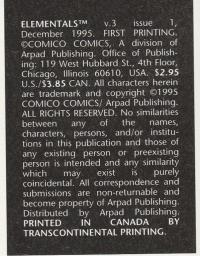 ELEMENTALS™ v.3 issue 1,
December 1995. FIRST PRINTING.
©COMICO COMICS, A division of
Arpad Publishing. Office of Publish-
ing: 119 West Hubbard St., 4th Floor,
Chicago, Illinois 60610, USA. $2.95
U.S./$3.85 CAN. All characters herein
are trademark and copyright ©1995
COMICO COMICS/ Arpad Publishing.
ALL RIGHTS RESERVED. No similarities
between any of the names,
characters, persons, and/or institu-
tions in this publication and those of
any existing person or preexisting
person is intended and any similarity
which may exist is purely
coincidental. All correspondence and
submissions are non-returnable and
become property of Arpad Publishing.
Distributed by Arpad Publishing.
PRINTED IN CANADA BY
TRANSCONTINENTAL PRINTING.